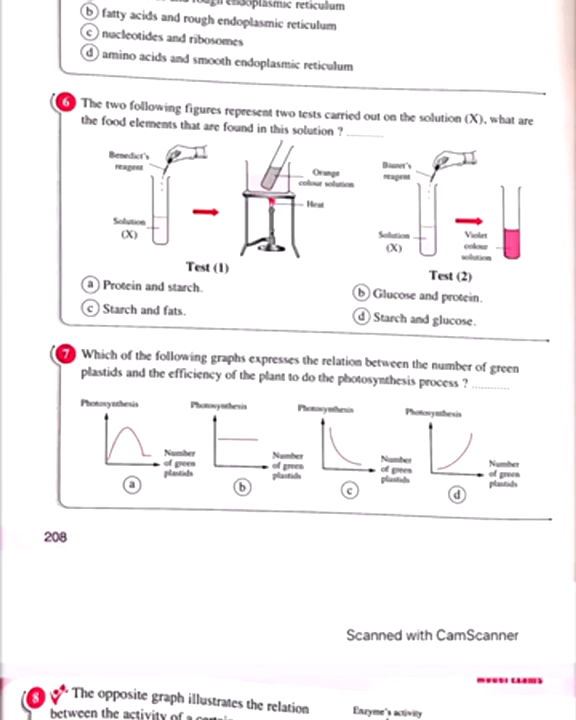 endoplasmic reticulum
b fatty acids and rough endoplasmic reticulum
c nucleotides and ribosomes
d amino acids and smooth endoplasmic reticulum
6 The two following figures represent two tests carried out on the solution (X), what are
the food elements that are found in this solution ? ..........
Benedict's
reagent
Solution
(X)
Orange
colour solution
Heat
Test (1)
Biuret's
reagent
Solution
(X)
Violet
colour
solution
Test (2)
a Protein and starch.
b Glucose and protein.
c Starch and fats.
d Starch and glucose.
7 Which of the following graphs expresses the relation between the number of green
plastids and the efficiency of the plant to do the photosynthesis process ? ..........
Photosynthesis
Number
of green
plastids
a
Photosynthesis
Number
of green
plastids
b
Photosynthesis
Number
of green
plastids
c
Photosynthesis
Number
of green
plastids
d
208
Scanned with CamScanner
8 The opposite graph illustrates the relation
between the activity of a
Enzyme's activity